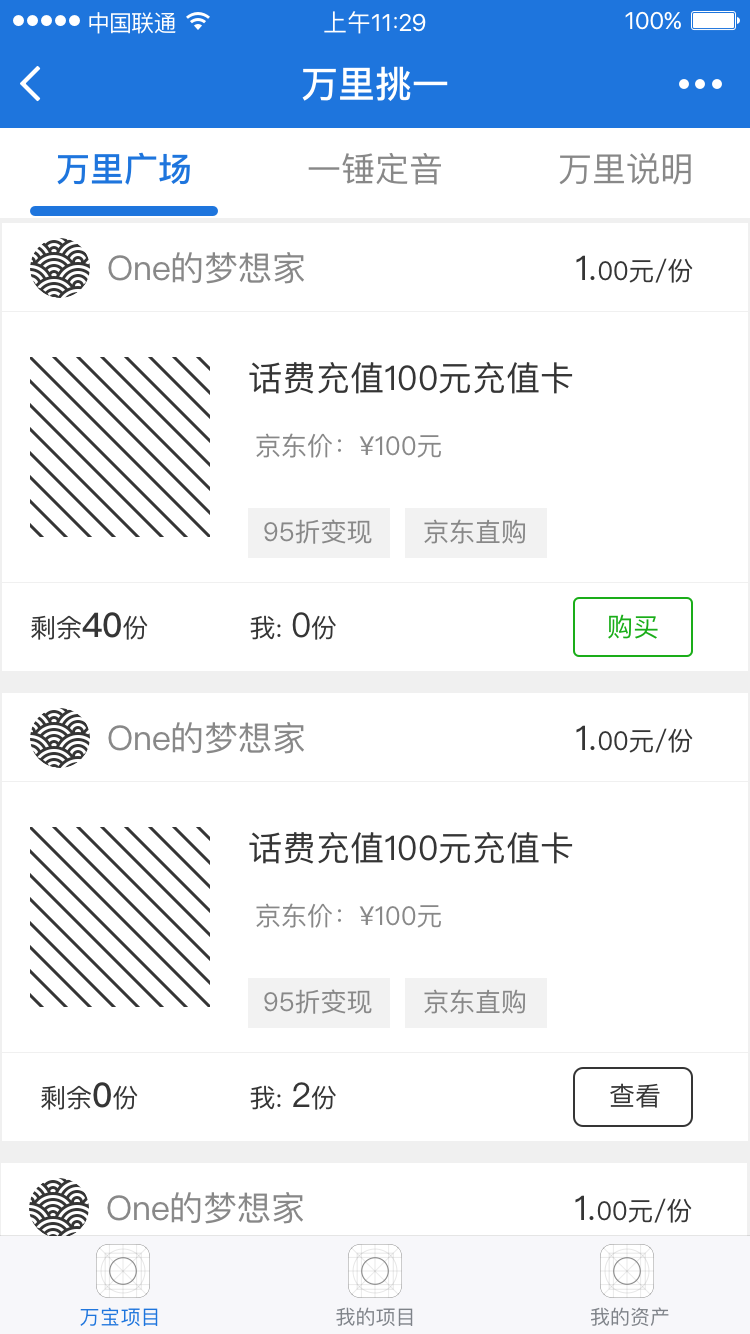 中国联通 上午11:29 100%
万里挑一
万里广场 一锤定音 万里说明
One的梦想家 1.00元/份
话费充值100元充值卡
京东价：¥100元
95折变现 京东直购
剩余40份 我: 0份 购买
One的梦想家 1.00元/份
话费充值100元充值卡
京东价：¥100元
95折变现 京东直购
剩余0份 我: 2份 查看
One的梦想家 1.00元/份
万宝项目 我的项目 我的资产